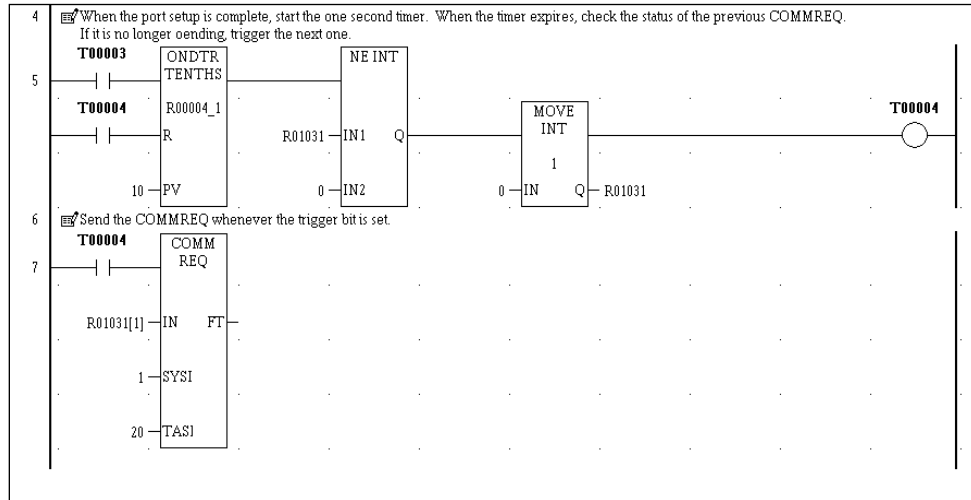 4 When the port setup is complete, start the one second timer. When the timer expires, check the status of the previous COMMREQ.
If it is no longer oending, trigger the next one.
T00003 ONDTR NE INT
5 TENTHS
T00004 R00004_1 MOVE T00004
INT
R R01031 IN1 Q
1
10 PV 0 IN2 0 IN Q R01031
6 Send the COMMREQ whenever the trigger bit is set.
T00004 COMM
7 REQ
R01031[1] IN FT
1 SYSI
20 TASI